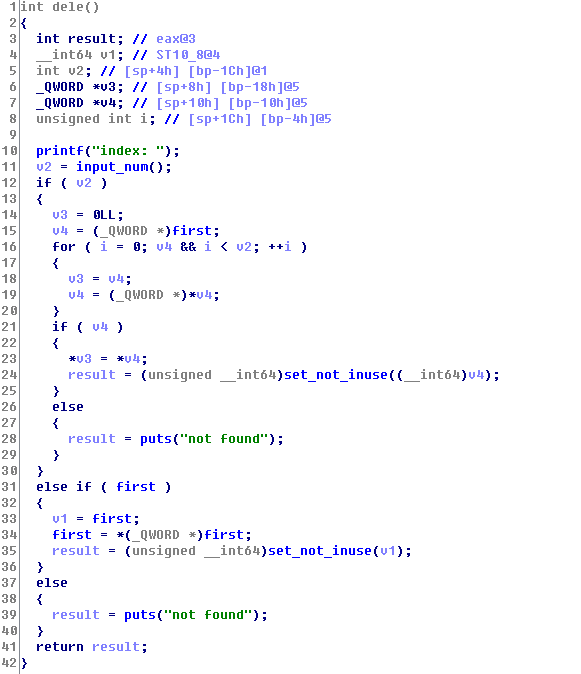 1 int dele()
2 {
3   int result; // eax@3
4   __int64 v1; // ST10_8@4
5   int v2; // [sp+4h] [bp-1Ch]@1
6   _QWORD *v3; // [sp+8h] [bp-18h]@5
7   _QWORD *v4; // [sp+10h] [bp-10h]@5
8   unsigned int i; // [sp+1Ch] [bp-4h]@5
9
10   printf("index: ");
11   v2 = input_num();
12   if ( v2 )
13   {
14     v3 = 0LL;
15     v4 = (_QWORD *)first;
16     for ( i = 0; v4 && i < v2; ++i )
17     {
18       v3 = v4;
19       v4 = (_QWORD *)*v4;
20     }
21     if ( v4 )
22     {
23       *v3 = *v4;
24       result = (unsigned __int64)set_not_inuse((__int64)v4);
25     }
26     else
27     {
28       result = puts("not found");
29     }
30   }
31   else if ( first )
32   {
33     v1 = first;
34     first = *(_QWORD *)first;
35     result = (unsigned __int64)set_not_inuse(v1);
36   }
37   else
38   {
39     result = puts("not found");
40   }
41   return result;
42 }